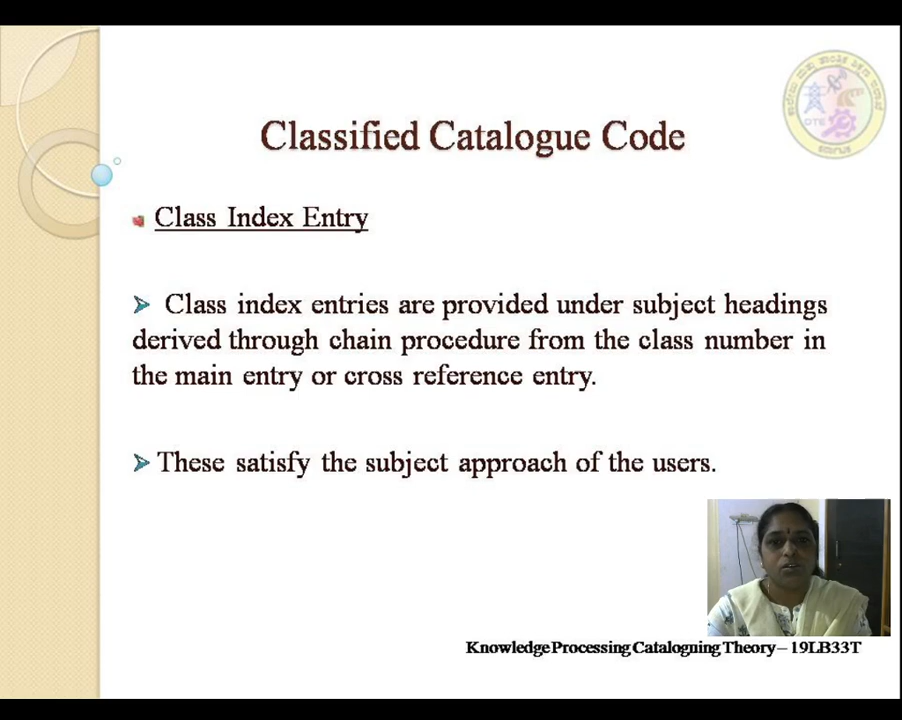 Classified Catalogue Code
Class Index Entry
Class index entries are provided under subject headings
derived through chain procedure from the class number in
the main entry or cross reference entry.
These satisfy the subject approach of the users.
DTE
Knowledge Processing Cataloguing Theory – 19LB33T